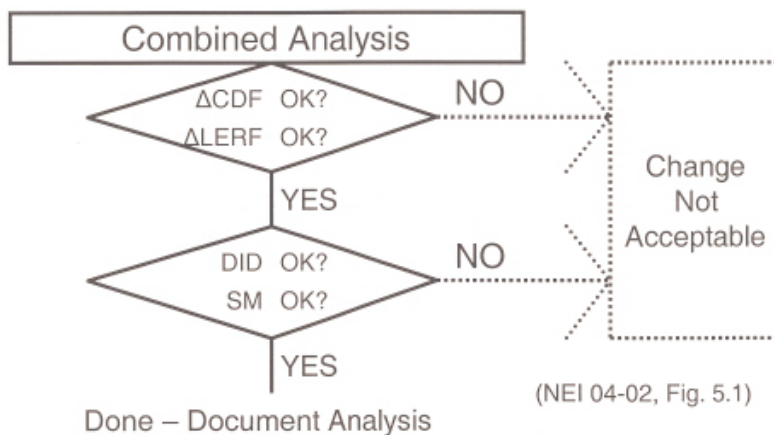 Combined Analysis
ΔCDF OK?
ΔLERF OK?
NO
YES
Change
Not
Acceptable
DID OK?
SM OK?
NO
YES
(NEI 04-02, Fig. 5.1)
Done – Document Analysis